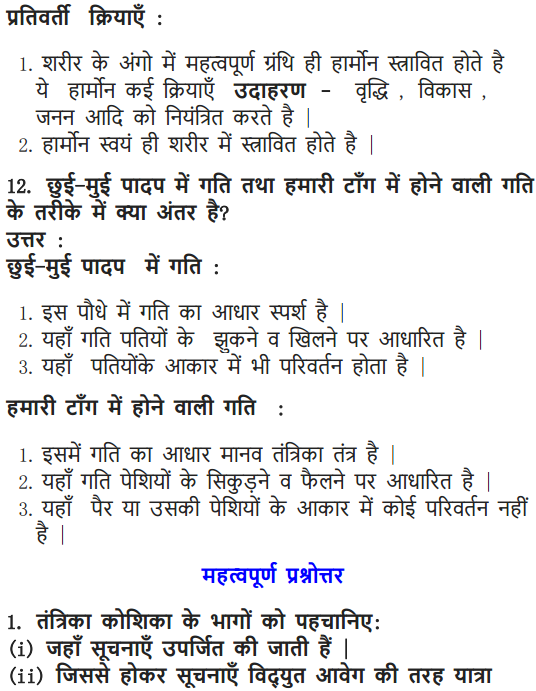 प्रतिवर्ती क्रियाएँ :
1. शरीर के अंगो में महत्वपूर्ण ग्रंथि ही हार्मोन स्त्रावित होते है
ये हार्मोन कई क्रियाएँ उदाहरण - वृद्धि , विकास ,
जनन आदि को नियंत्रित करते है |
2. हार्मोन स्वयं ही शरीर में स्त्रावित होते है |
12. छुई-मुई पादप में गति तथा हमारी टाँग में होने वाली गति
के तरीके में क्या अंतर है?
उत्तर :
छुई-मुई पादप में गति :
1. इस पौधे में गति का आधार स्पर्श है |
2. यहाँ गति पतियों के झुकने व खिलने पर आधारित है |
3. यहाँ पतियोंके आकार में भी परिवर्तन होता है |
हमारी टाँग में होने वाली गति :
1. इसमें गति का आधार मानव तंत्रिका तंत्र है |
2. यहाँ गति पेशियों के सिकुड़ने व फैलने पर आधारित है |
3. यहाँ पैर या उसकी पेशियों के आकार में कोई परिवर्तन नहीं
है |
महत्वपूर्ण प्रश्नोत्तर
1. तंत्रिका कोशिका के भागों को पहचानिए:
(i) जहाँ सूचनाएँ उपर्जित की जाती हैं |
(ii) जिससे होकर सूचनाएँ विद्युत आवेग की तरह यात्रा